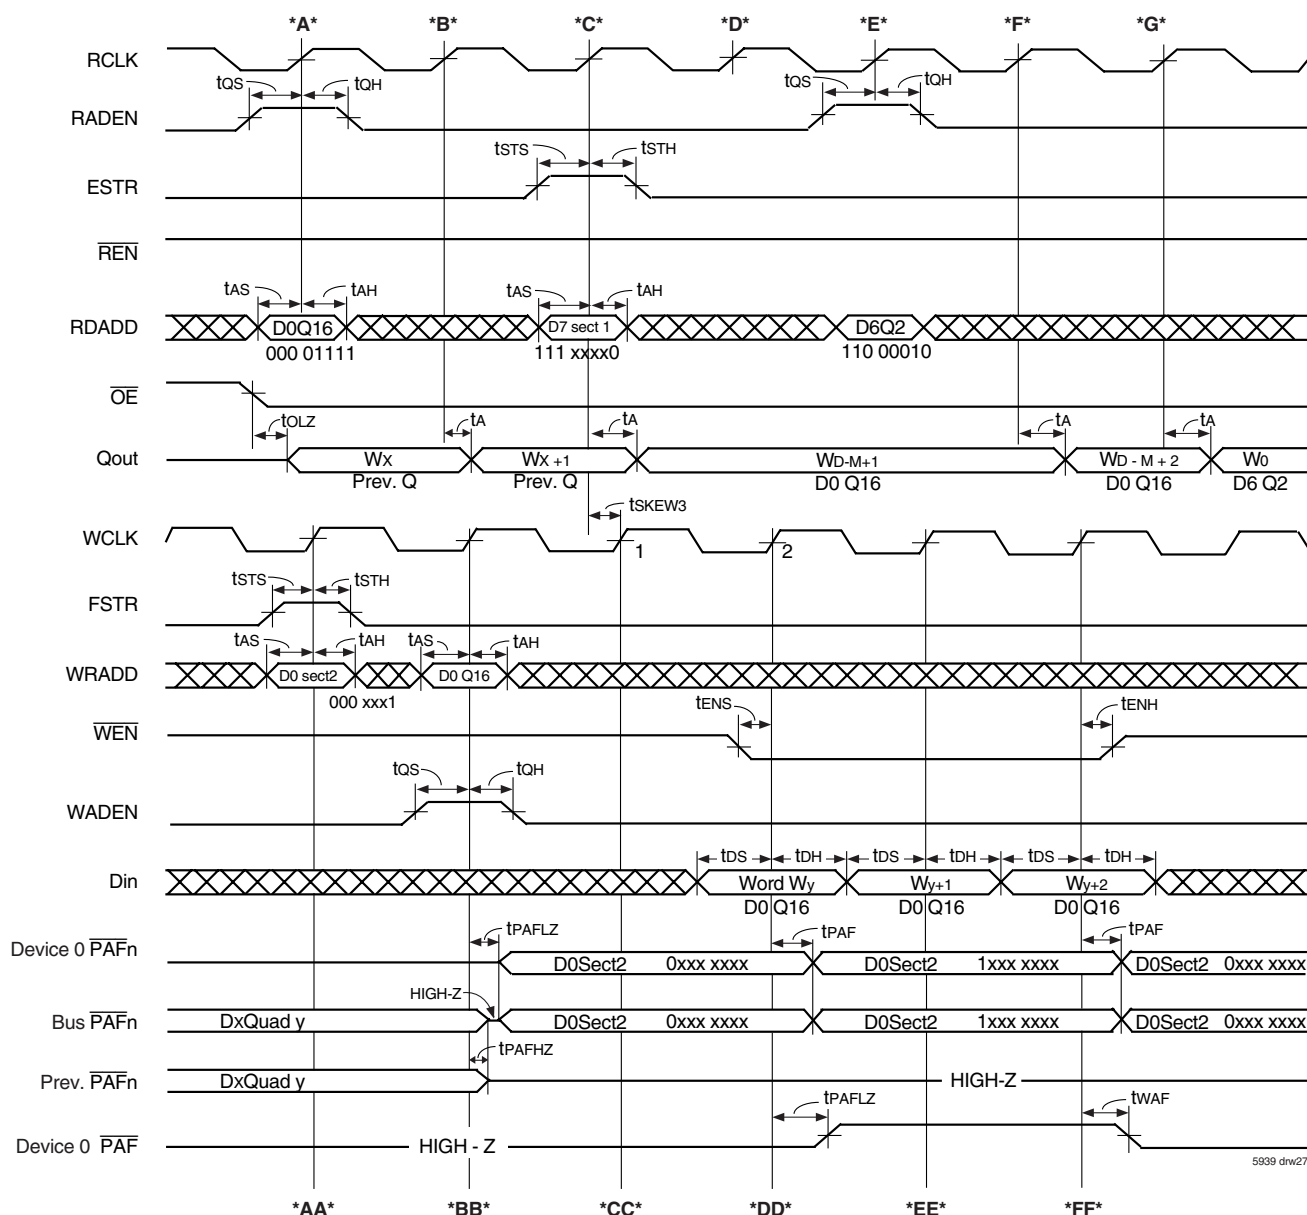 *A* *B* *C* *D* *E* *F* *G*
RCLK
tQS tQH tQS tQH
RADEN
tSTS tSTH
ESTR
REN
tAS tAH tAS tAH
RDADD D0Q16 D7 sect 1 D6Q2
000 01111 111 xxxx0 110 00010
OE
tOLZ tA tA tA tA
Qout WX WX +1 WD-M+1 WD - M + 2 W0
Prev. Q Prev. Q D0 Q16 D0 Q16 D6 Q2
tSKEW3
WCLK 1 2
tSTS tSTH
FSTR
tAS tAH tAS tAH
WRADD D0 sect2 D0 Q16
000 xxx1
tENS tENH
WEN
tQS tQH
WADEN
tDS tDH tDS tDH tDS tDH
Din Word Wy Wy+1 Wy+2
D0 Q16 D0 Q16 D0 Q16
tPAFLZ tPAF tPAF
Device 0 PAFn D0Sect2 0xxx xxxx D0Sect2 1xxx xxxx D0Sect2 0xxx xxxx
HIGH-Z
Bus PAFn DxQuad y D0Sect2 0xxx xxxx D0Sect2 1xxx xxxx D0Sect2 0xxx xxxx
tPAFHZ
Prev. PAFn DxQuad y HIGH-Z
tPAFLZ tWAF
Device 0 PAF HIGH - Z
5939 drw27
*AA* *BB* *CC* *DD* *EE* *FF*